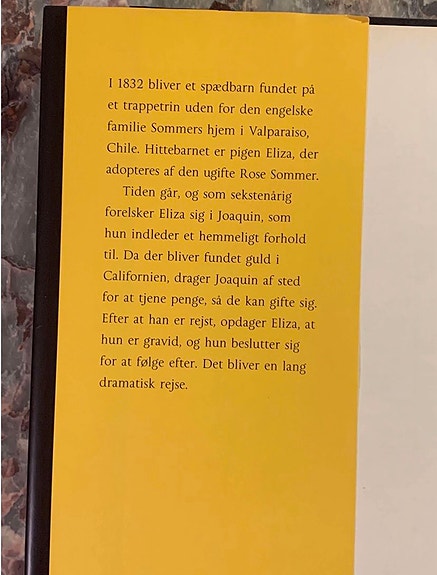 I 1832 bliver et spædbarn fundet på
et trappetrin uden for den engelske
familie Sommers hjem i Valparaiso,
Chile. Hittebarnet er pigen Eliza, der
adopteres af den ugifte Rose Sommer.
Tiden går, og som sekstenårig
forelsker Eliza sig i Joaquin, som
hun indleder et hemmeligt forhold
til. Da der bliver fundet guld i
Californien, drager Joaquin af sted
for at tjene penge, så de kan gifte sig.
Efter at han er rejst, opdager Eliza, at
hun er gravid, og hun beslutter sig
for at følge efter. Det bliver en lang
dramatisk rejse.